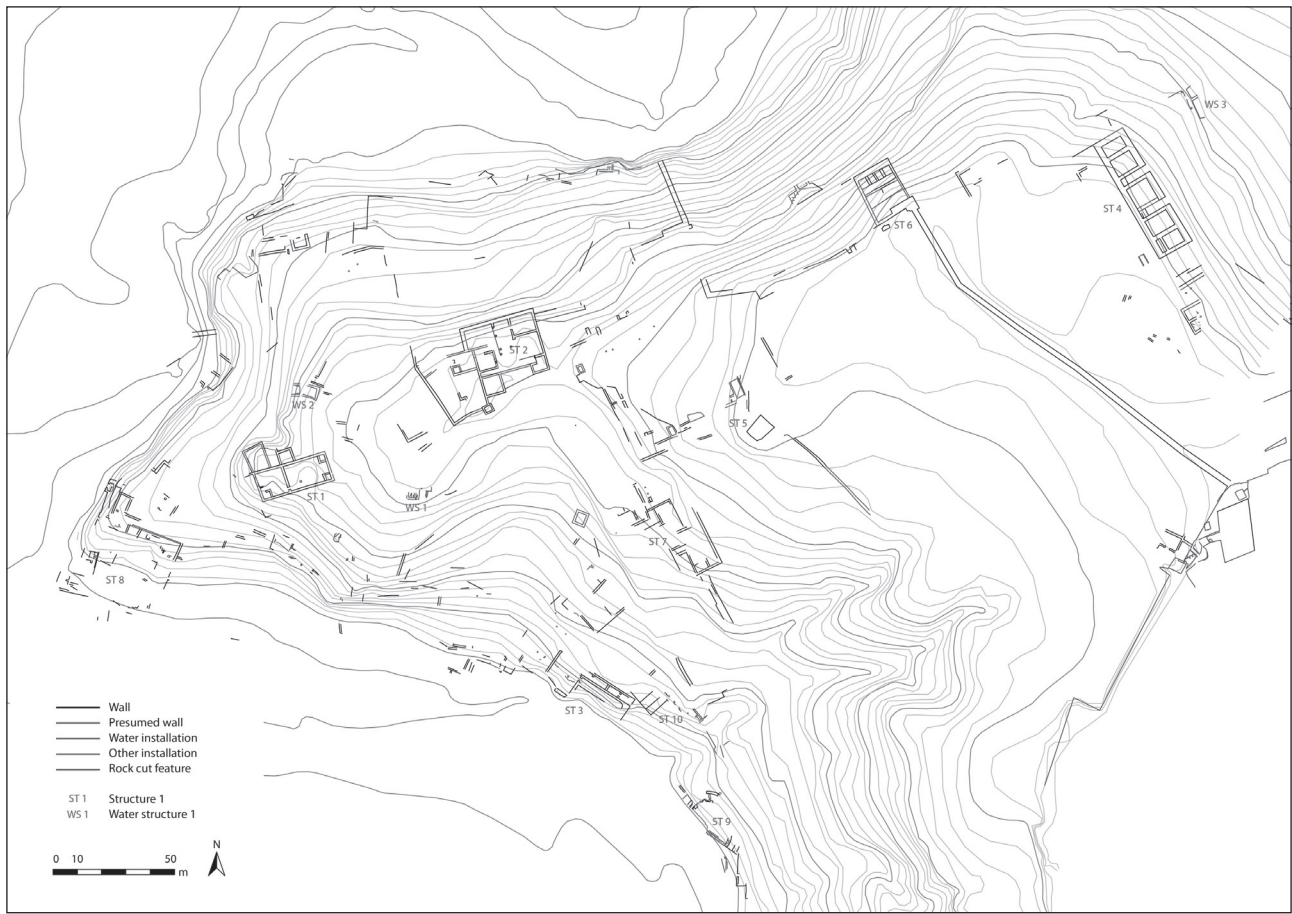 WS 3
ST 4
ST 6
ST 2
WS 2
ST 5
ST 1
WS 1
ST 7
ST 8
ST 3
ST 10
ST 9
Wall
Presumed wall
Water installation
Other installation
Rock cut feature
ST 1 Structure 1
WS 1 Water structure 1
0 10 50 m
N